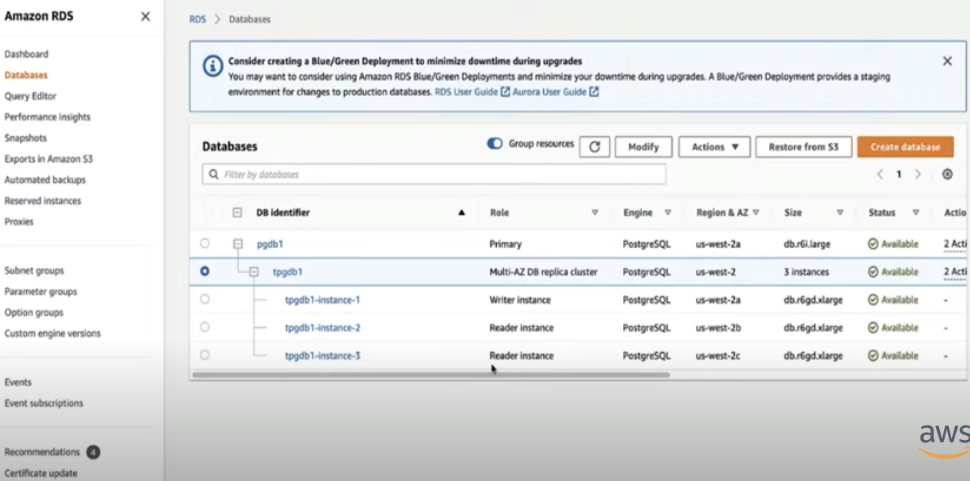 Amazon RDS
Dashboard
Databases
Query Editor
Performance insights
Snapshots
Exports in Amazon S3
Automated backups
Reserved instances
Proxies
Subnet groups
Parameter groups
Option groups
Custom engine versions
Events
Event subscriptions
Recommendations 4
Certificate update
RDS > Databases
Consider creating a Blue/Green Deployment to minimize downtime during upgrades
You may want to consider using Amazon RDS Blue/Green Deployments and minimize your downtime during upgrades. A Blue/Green Deployment provides a staging
environment for changes to production databases. RDS User Guide Aurora User Guide
Databases Group resources Modify Actions Restore from S3 Create database
Filter by databases 1
DB identifier Role Engine Region & AZ Size Status Actio
pgdb1 Primary PostgreSQL us-west-2a db.r6i.large Available 2 Acti
tpgdb1 Multi-AZ DB replica cluster PostgreSQL us-west-2 3 instances Available 2 Acti
tpgdb1-instance-1 Writer instance PostgreSQL us-west-2a db.r6gd.xlarge Available -
tpgdb1-instance-2 Reader instance PostgreSQL us-west-2b db.r6gd.xlarge Available -
tpgdb1-instance-3 Reader instance PostgreSQL us-west-2c db.r6gd.xlarge Available -
aws